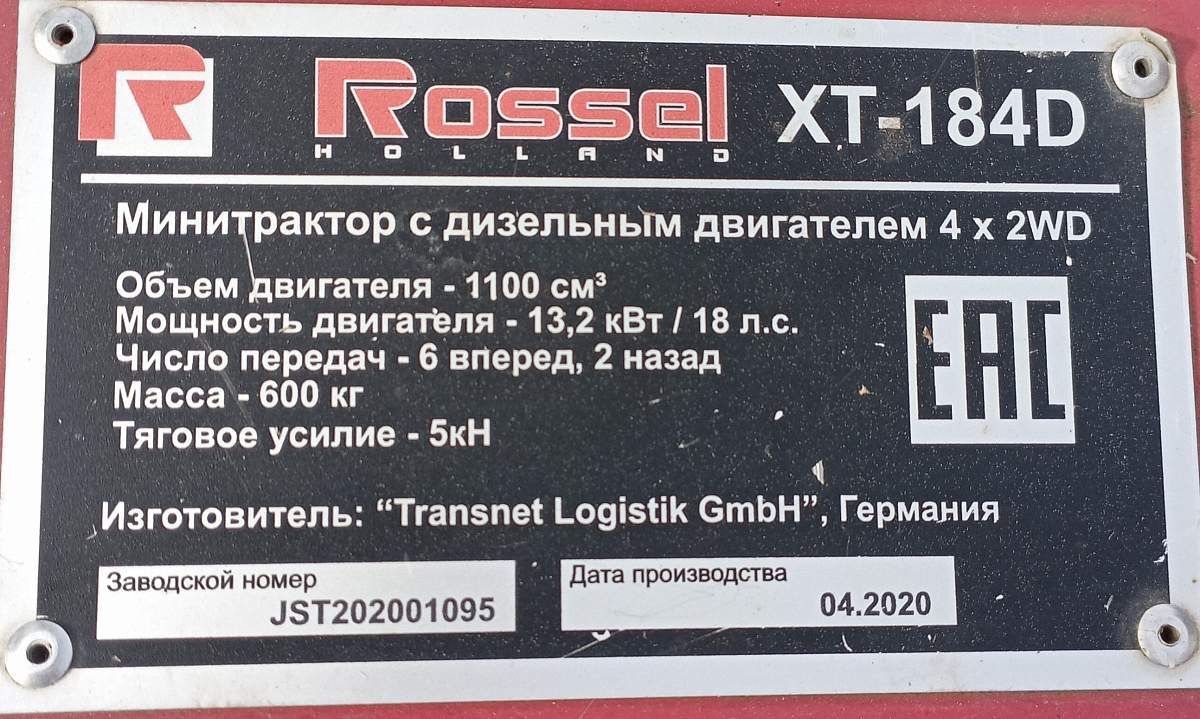 R Rossel XT-184D
HOLLAND
Минитрактор с дизельным двигателем 4 x 2WD
Объем двигателя - 1100 см³
Мощность двигателя - 13,2 кВт / 18 л.с.
Число передач - 6 вперед, 2 назад
Масса - 600 кг
Тяговое усилие - 5кН
EAC
Изготовитель: “Transnet Logistik GmbH”, Германия
Заводской номер
JST202001095
Дата производства
04.2020